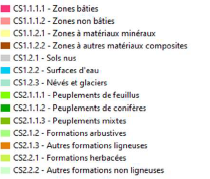 CS1.1.1.1 - Zones bâties
CS1.1.1.2 - Zones non bâties
CS1.1.2.1 - Zones à matériaux minéraux
CS1.1.2.2 - Zones à autres matériaux composites
CS1.2.1 - Sols nus
CS1.2.2 - Surfaces d'eau
CS1.2.3 - Névés et glaciers
CS2.1.1.1 - Peuplements de feuillus
CS2.1.1.2 - Peuplements de conifères
CS2.1.1.3 - Peuplements mixtes
CS2.1.2 - Formations arbustives
CS2.1.3 - Autres formations ligneuses
CS2.2.1 - Formations herbacées
CS2.2.2 - Autres formations non ligneuses